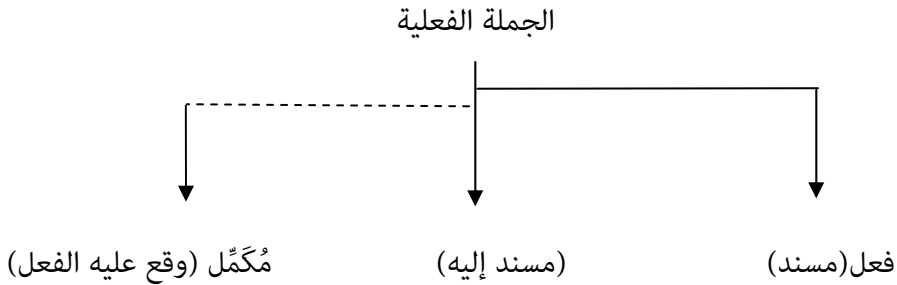 الجملة الفعلية
فعل(مسند) (مسند إليه) مُكَمِّل (وقع عليه الفعل)